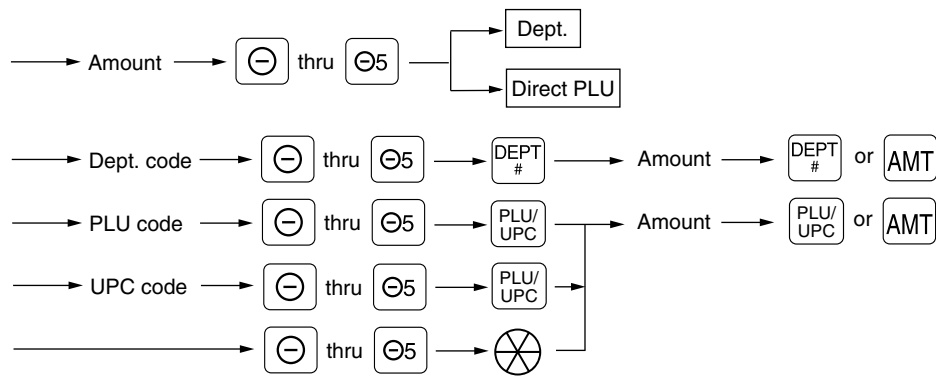 Amount ⊖ thru ⊖5 Dept.
Direct PLU
Dept. code ⊖ thru ⊖5 DEPT # Amount DEPT # or AMT
PLU code ⊖ thru ⊖5 PLU/UPC Amount PLU/UPC or AMT
UPC code ⊖ thru ⊖5 PLU/UPC
⊖ thru ⊖5